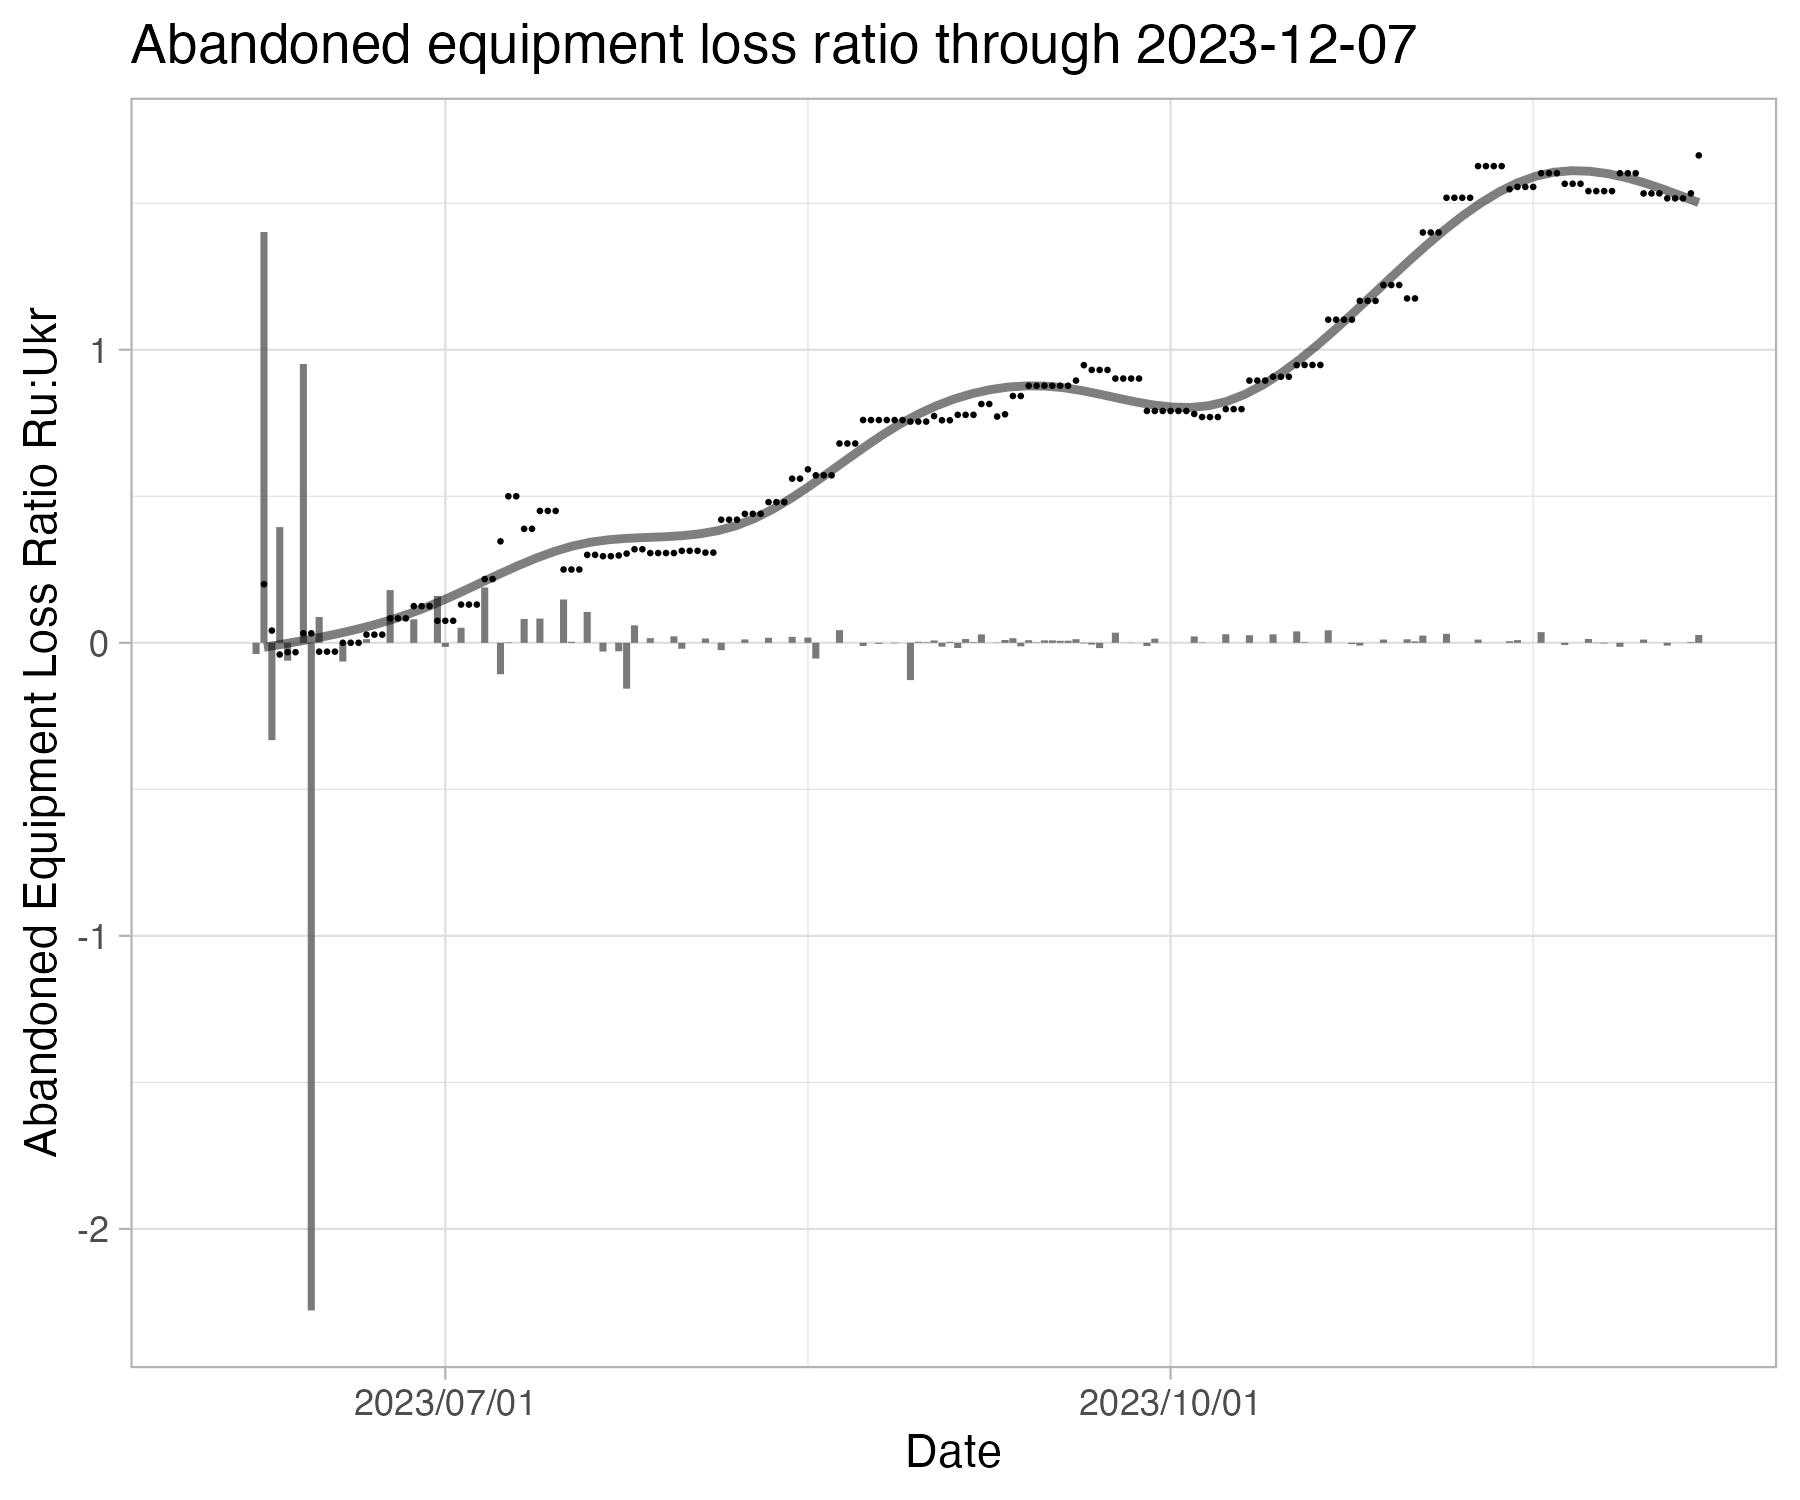 Abandoned equipment loss ratio through 2023-12-07
Abandoned Equipment Loss Ratio Ru:Ukr
1
0
-1
-2
2023/07/01
2023/10/01
Date